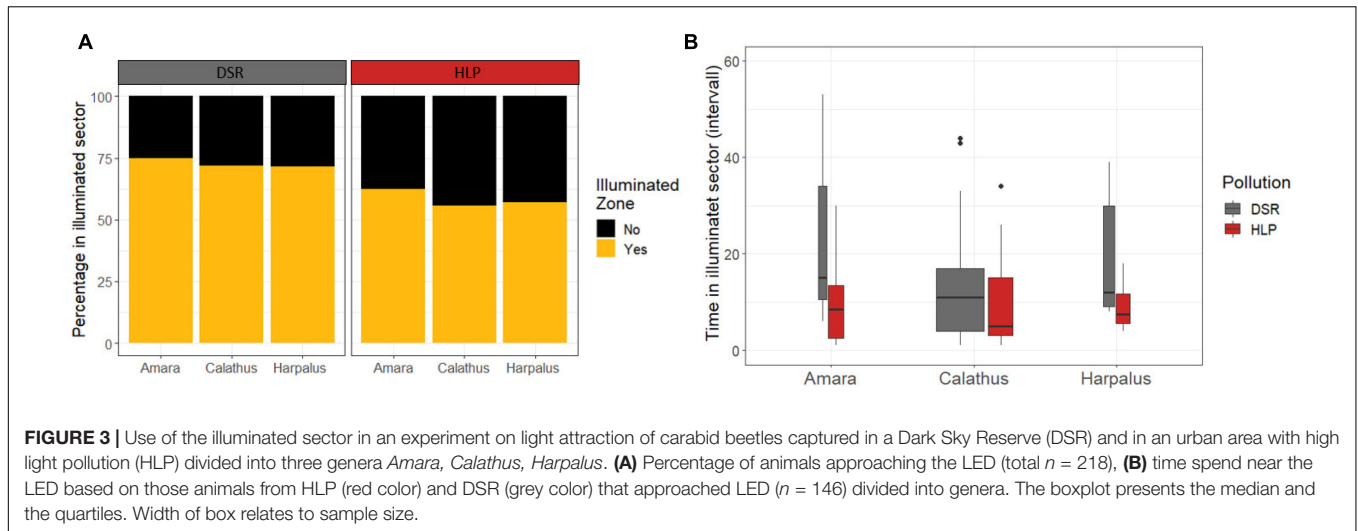 A
DSR
HLP
Percentage in illuminated sector
100
75
50
25
0
Amara
Calathus
Harpalus
Amara
Calathus
Harpalus
Illuminated
Zone
No
Yes
B
Time in illuminatet sector (intervall)
60
40
20
0
Amara
Calathus
Harpalus
Pollution
DSR
HLP
FIGURE 3 | Use of the illuminated sector in an experiment on light attraction of carabid beetles captured in a Dark Sky Reserve (DSR) and in an urban area with high
light pollution (HLP) divided into three genera Amara, Calathus, Harpalus. (A) Percentage of animals approaching the LED (total n = 218), (B) time spend near the
LED based on those animals from HLP (red color) and DSR (grey color) that approached LED (n = 146) divided into genera. The boxplot presents the median and
the quartiles. Width of box relates to sample size.